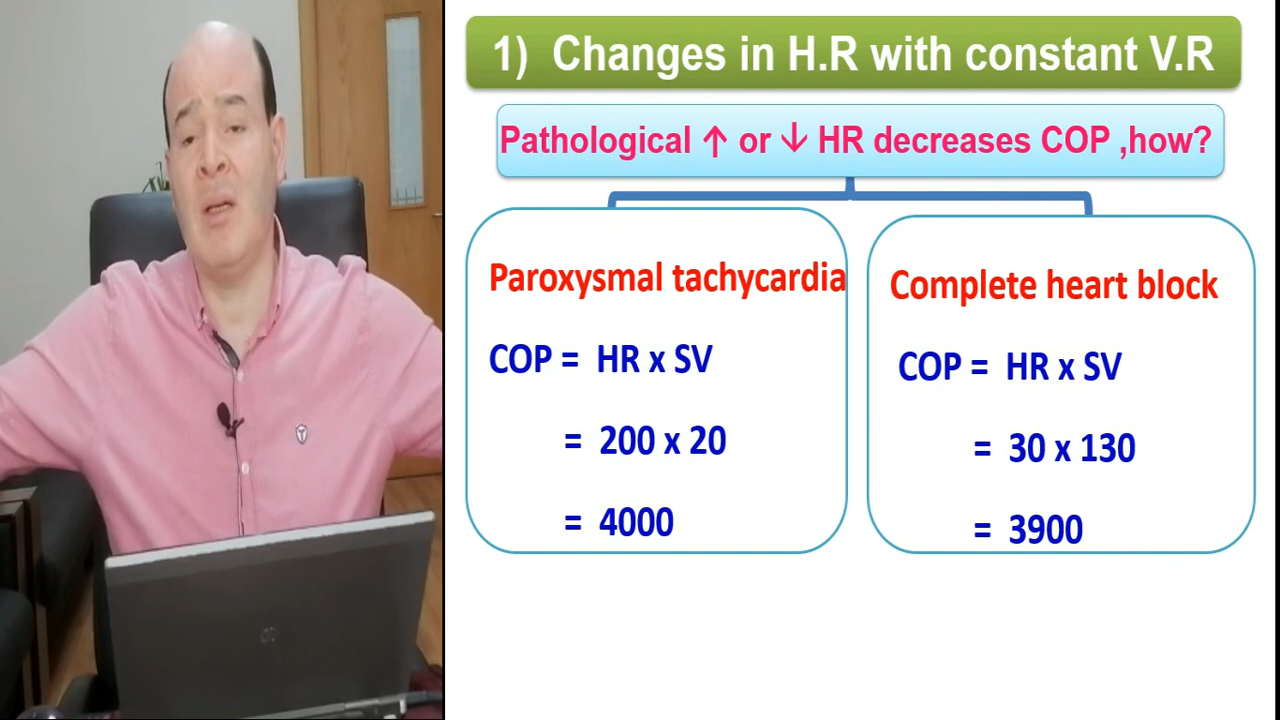 1) Changes in H.R with constant V.R
Pathological ↑ or ↓ HR decreases COP ,how?
Paroxysmal tachycardia
COP = HR x SV
= 200 x 20
= 4000
Complete heart block
COP = HR x SV
= 30 x 130
= 3900